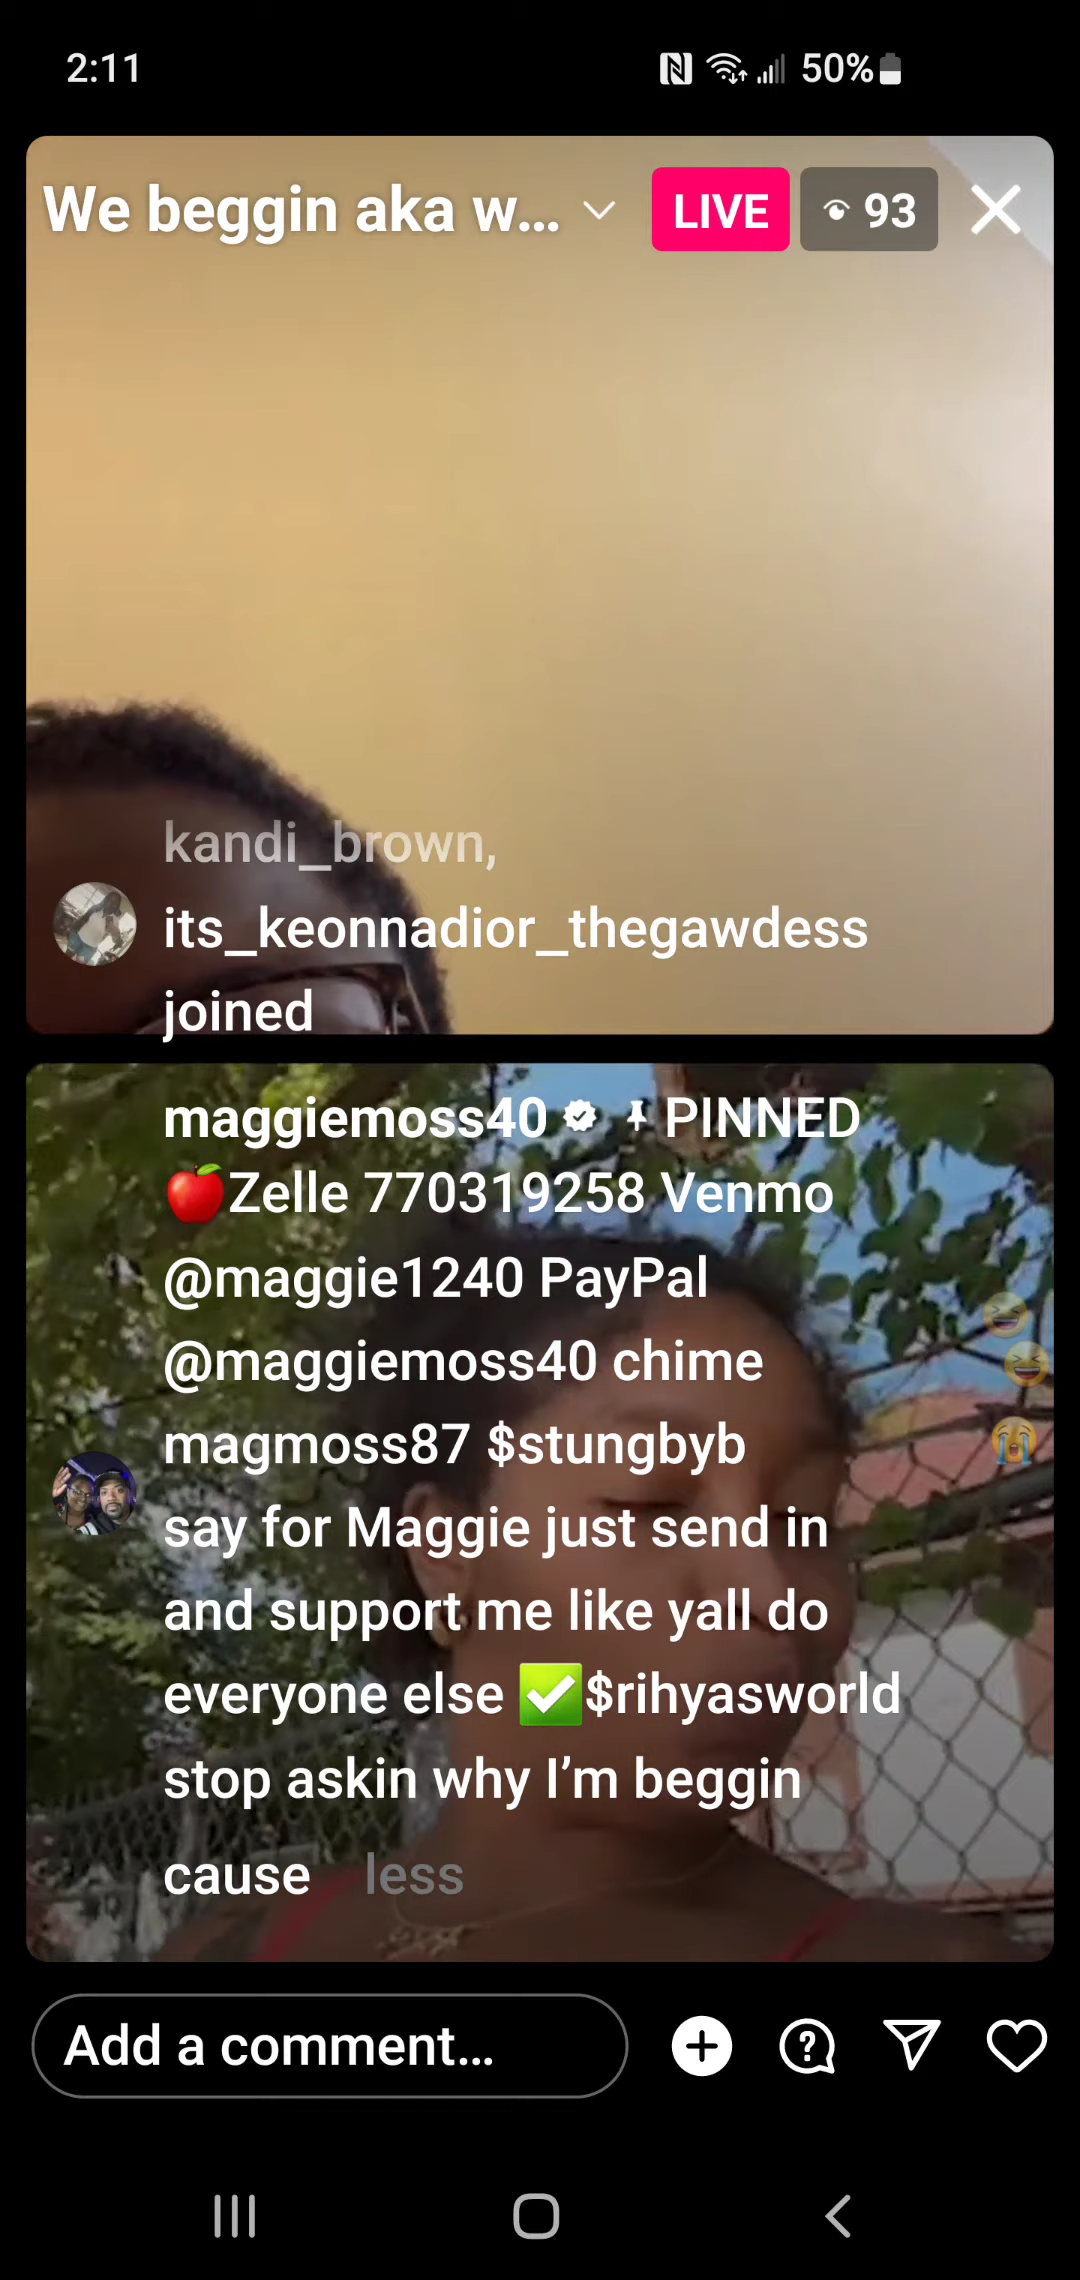 2:11 50%
We beggin aka w... LIVE 93
kandi_brown,
its_keonnadior_thegawdess
joined
maggiemoss40 PINNED
🍎Zelle 770319258 Venmo
@maggie1240 PayPal
@maggiemoss40 chime
magmoss87 $stungbyb
say for Maggie just send in
and support me like yall do
everyone else ✅$rihyasworld
stop askin why I’m beggin
cause less
Add a comment...